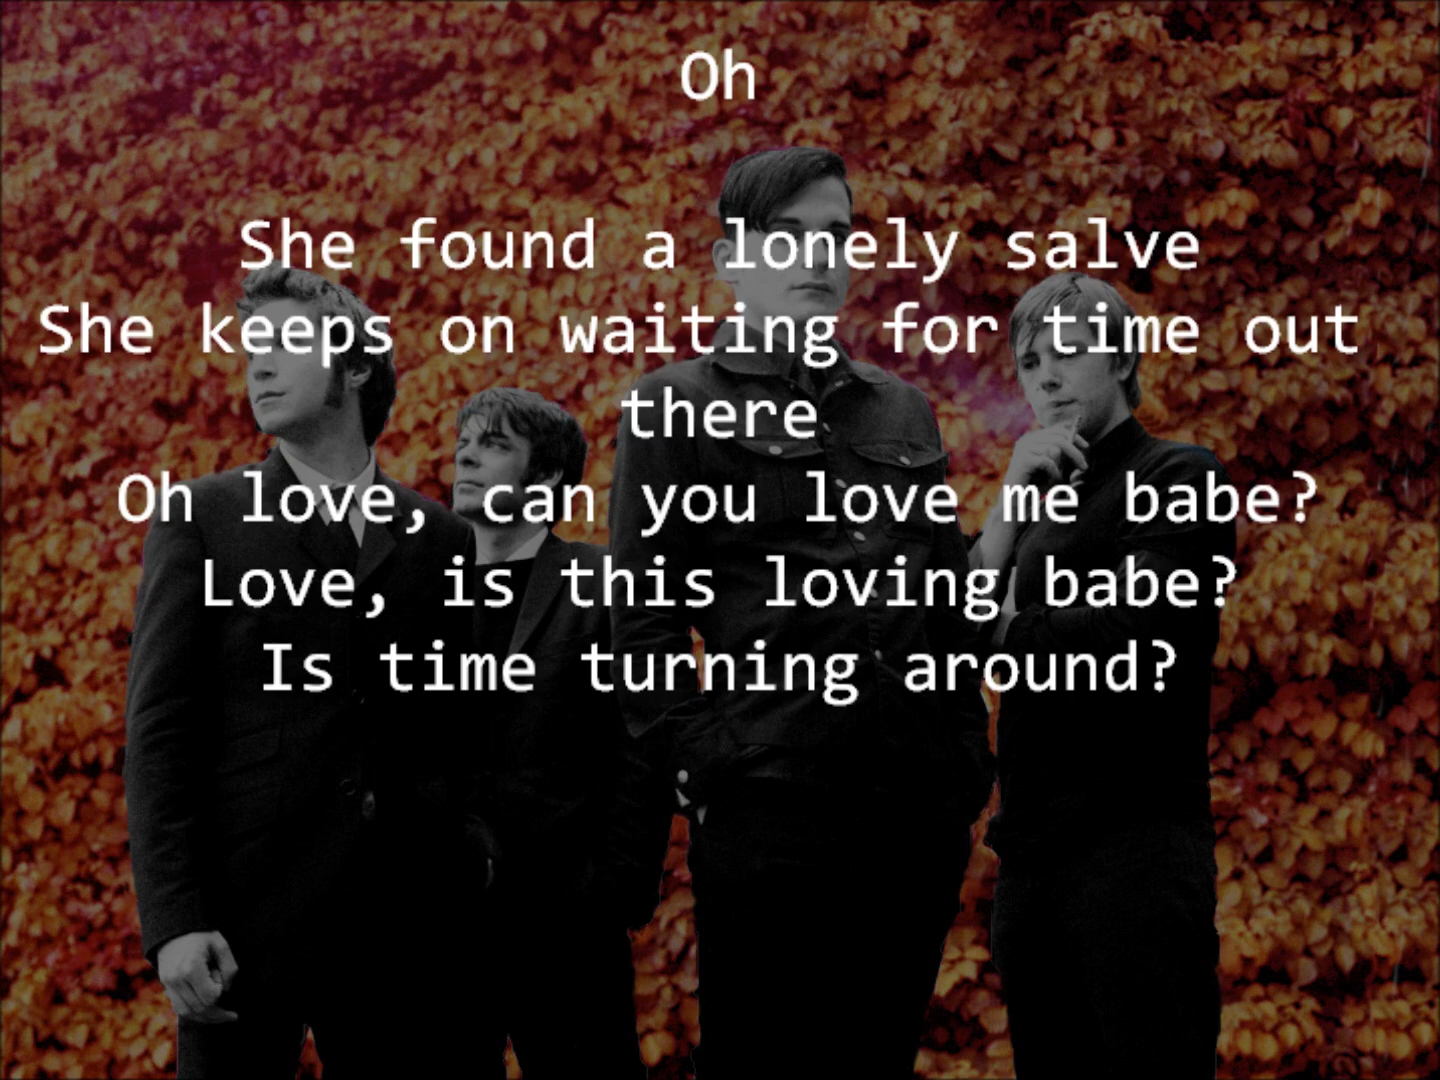 Oh
She found a lonely salve
She keeps on waiting for time out
there
Oh love, can you love me babe?
Love, is this loving babe?
Is time turning around?